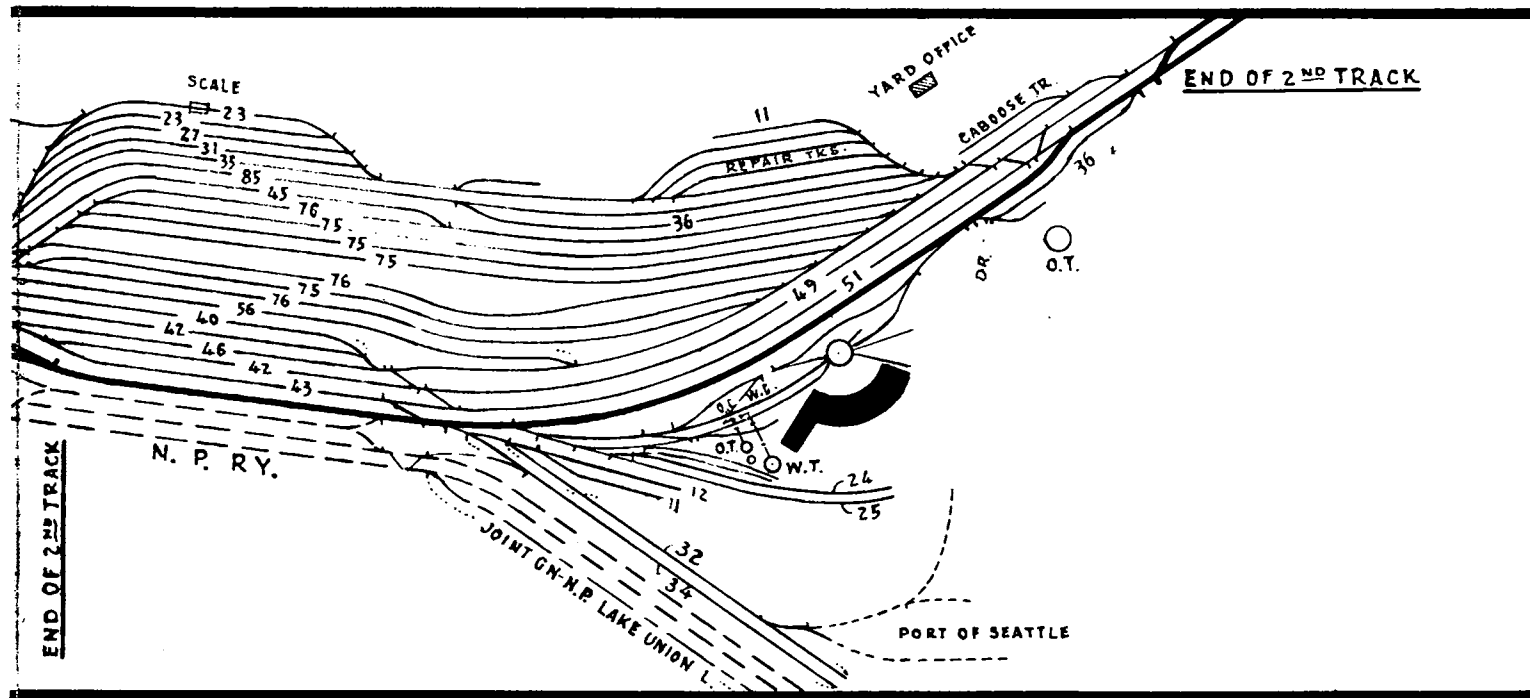 SCALE
23
23
27
31
35
85
45
76
75
75
75
76
75
76
56
40
42
46
42
43
11
REPAIR TKS.
36
YARD OFFICE
CABOOSE TR.
END OF 2ND TRACK
36
O.T.
DR.
49
51
W.C.
O.T.
W.T.
24
25
12
11
N. P. RY.
END OF 2ND TRACK
32
34
JOINT GN-N.P. LAKE UNION L.
PORT OF SEATTLE